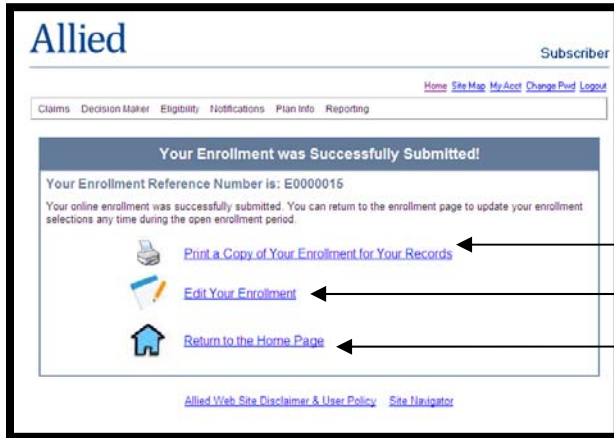 Allied
Subscriber
Home Site Map My Acct Change Pwd Logout
Claims Decision Maker Eligibility Notifications Plan Info Reporting
Your Enrollment was Successfully Submitted!
Your Enrollment Reference Number is: E0000015
Your online enrollment was successfully submitted. You can return to the enrollment page to update your enrollment
selections any time during the open enrollment period.
Print a Copy of Your Enrollment for Your Records
Edit Your Enrollment
Return to the Home Page
Allied Web Site Disclaimer & User Policy Site Navigator